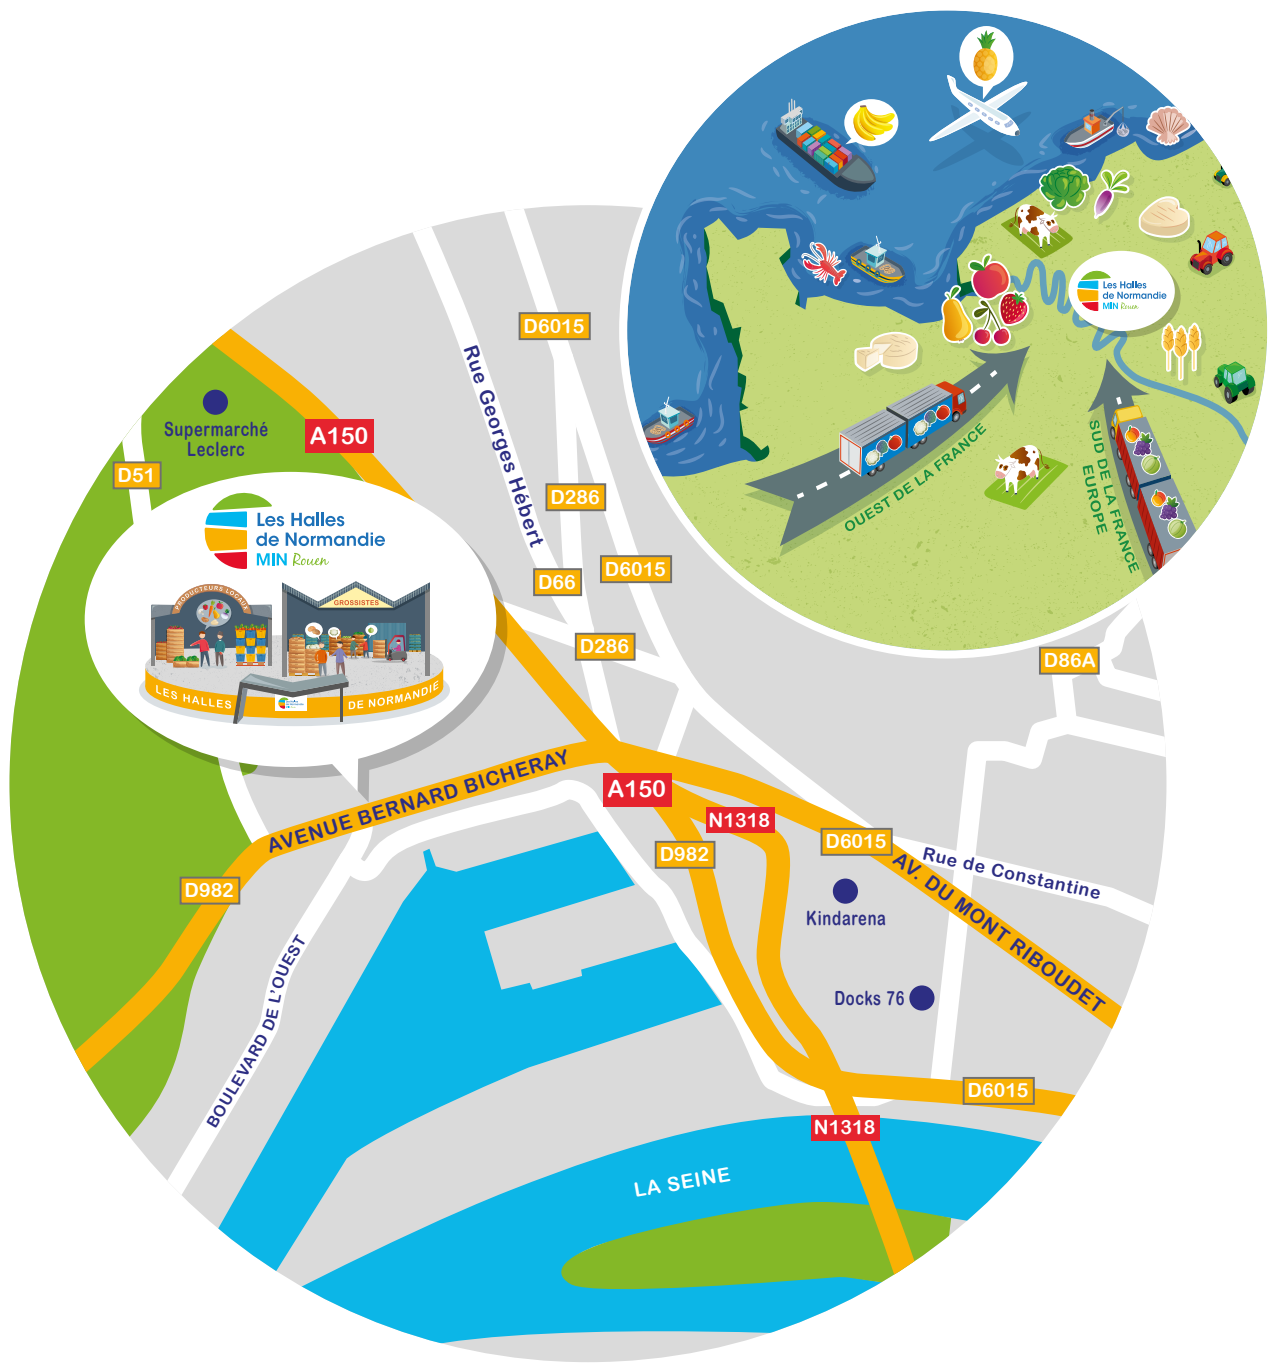 Les Halles
de Normandie
MIN Rouen
OUEST DE LA FRANCE
SUD DE LA FRANCE
EUROPE
D6015
Rue Georges Hébert
Supermarché
Leclerc
A150
D51
D286
D66
D6015
D286
D86A
Les Halles
de Normandie
MIN Rouen
PRODUCTEURS LOCAUX
GROSSISTES
LES HALLES
DE NORMANDIE
AVENUE BERNARD BICHERAY
A150
N1318
D982
D6015
Rue de Constantine
AV. DU MONT RIBOUDET
D982
Kindarena
BOULEVARD DE L'OUEST
Docks 76
D6015
N1318
LA SEINE